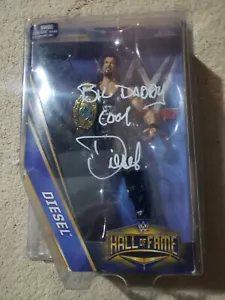 BIG DADDY
COOL
Diesel
DIESEL
HALL OF FAME